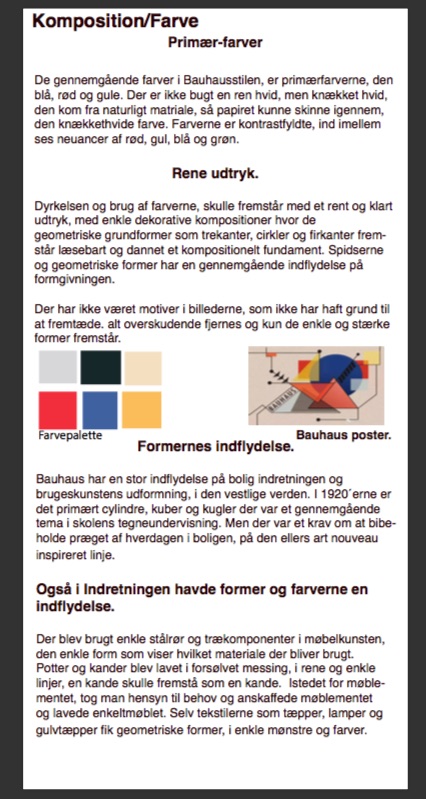 Komposition/Farve
Primær-farver
De gennemgående farver i Bauhausstilen, er primærfarverne, den
blå, rød og gule. Der er ikke bugt en ren hvid, men knækket hvid,
den kom fra naturligt matriale, så papiret kunne skinne igennem,
den knækkethvide farve. Farverne er kontrastfyldte, ind imellem
ses neuancer af rød, gul, blå og grøn.
Rene udtryk.
Dyrkelsen og brug af farverne, skulle fremstår med et rent og klart
udtryk, med enkle dekorative kompositioner hvor de
geometriske grundformer som trekanter, cirkler og firkanter frem-
står læsebart og dannet et kompositionelt fundament. Spidserne
og geometriske former har en gennemgående indflydelse på
formgivningen.
Der har ikke været motiver i billederne, som ikke har haft grund til
at fremtæde. alt overskudende fjernes og kun de enkle og stærke
former fremstår.
BAUHAUS
Farvepalette
Bauhaus poster.
Formernes indflydelse.
Bauhaus har en stor indflydelse på bolig indretningen og
brugeskunstens udformnning, i den vestlige verden. I 1920´erne er
det primært cylindre, kuber og kugler der var et gennemgående
tema i skolens tegneundervisning. Men der var et krav om at bibe-
holde præget af hverdagen i boligen, på den ellers art nouveau
inspireret linje.
Også i Indretningen havde former og farverne en
indflydelse.
Der blev brugt enkle stålrør og trækomponenter i møbelkunsten,
den enkle form som viser hvilket materiale der bliver brugt.
Potter og kander blev lavet i forsølvet messing, i rene og enkle
linjer, en kande skulle fremstå som en kande. Istedet for møble-
mentet, tog man hensyn til behov og anskaffede møblementet
og lavede enkeltmøblet. Selv tekstilerne som tæpper, lamper og
gulvtæpper fik geometriske former, i enkle mønstre og farver.